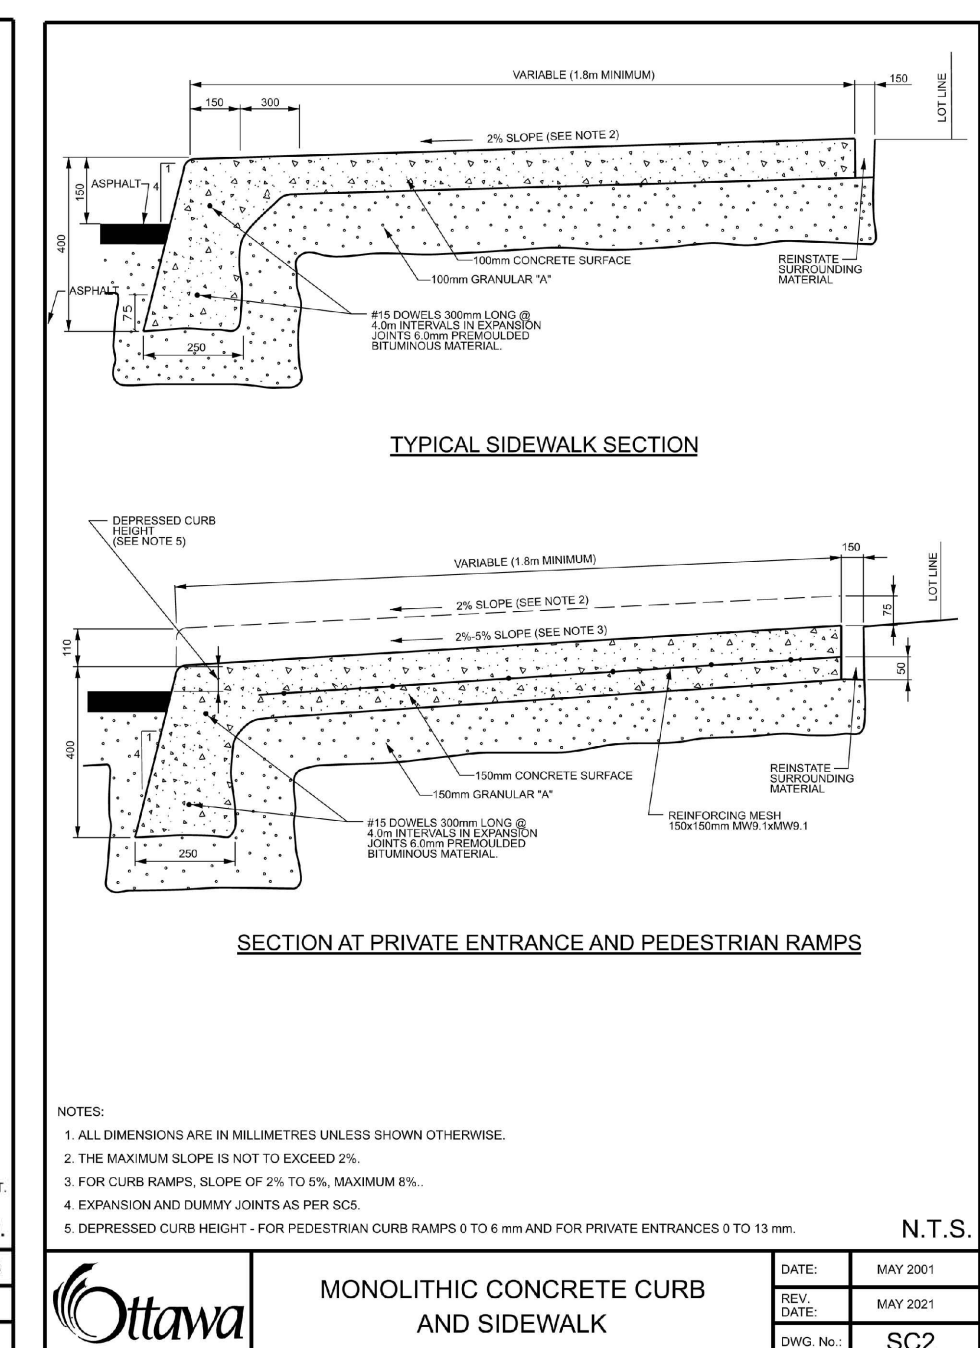 VARIABLE (1.8m MINIMUM)
150
LOT LINE
150
300
2% SLOPE (SEE NOTE 2)
1
4
ASPHALT
150
400
ASPHALT
75
250
100mm CONCRETE SURFACE
100mm GRANULAR "A"
REINSTATE
SURROUNDING
MATERIAL
#15 DOWELS 300mm LONG @
4.0m INTERVALS IN EXPANSION
JOINTS 6.0mm PREMOULDED
BITUMINOUS MATERIAL.
TYPICAL SIDEWALK SECTION
DEPRESSED CURB
HEIGHT
(SEE NOTE 5)
VARIABLE (1.8m MINIMUM)
150
LOT LINE
75
2% SLOPE (SEE NOTE 2)
2%-5% SLOPE (SEE NOTE 3)
110
50
1
4
400
250
150mm CONCRETE SURFACE
150mm GRANULAR "A"
REINSTATE
SURROUNDING
MATERIAL
REINFORCING MESH
150x150mm MW9.1xMW9.1
#15 DOWELS 300mm LONG @
4.0m INTERVALS IN EXPANSION
JOINTS 6.0mm PREMOULDED
BITUMINOUS MATERIAL.
SECTION AT PRIVATE ENTRANCE AND PEDESTRIAN RAMPS
NOTES:
1. ALL DIMENSIONS ARE IN MILLIMETRES UNLESS SHOWN OTHERWISE.
2. THE MAXIMUM SLOPE IS NOT TO EXCEED 2%.
3. FOR CURB RAMPS, SLOPE OF 2% TO 5%, MAXIMUM 8%..
4. EXPANSION AND DUMMY JOINTS AS PER SC5.
5. DEPRESSED CURB HEIGHT - FOR PEDESTRIAN CURB RAMPS 0 TO 6 mm AND FOR PRIVATE ENTRANCES 0 TO 13 mm.
N.T.S.
Ottawa
MONOLITHIC CONCRETE CURB
AND SIDEWALK
DATE: MAY 2001
REV. DATE: MAY 2021
DWG. No.: SC2